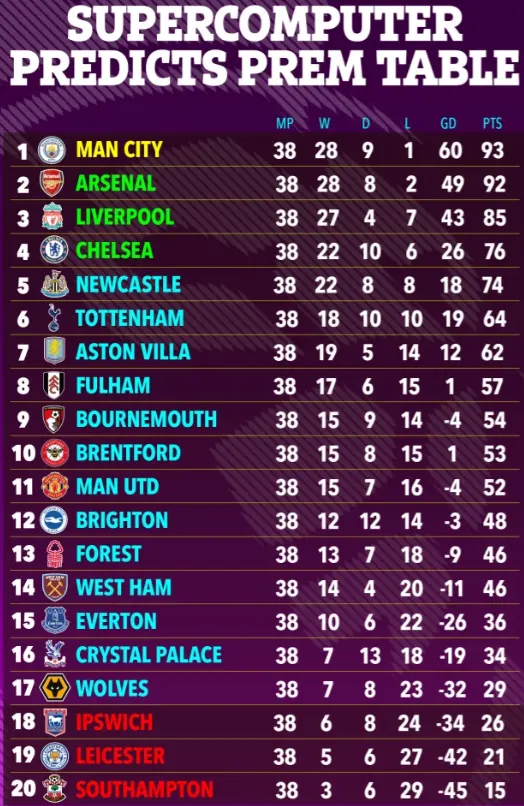 SUPERCOMPUTER
PREDICTS PREM TABLE
MP W D L GD PTS
1 MAN CITY 38 28 9 1 60 93
2 ARSENAL 38 28 8 2 49 92
3 LIVERPOOL 38 27 4 7 43 85
4 CHELSEA 38 22 10 6 26 76
5 NEWCASTLE 38 22 8 8 18 74
6 TOTTENHAM 38 18 10 10 19 64
7 ASTON VILLA 38 19 5 14 12 62
8 FULHAM 38 17 6 15 1 57
9 BOURNEMOUTH 38 15 9 14 -4 54
10 BRENTFORD 38 15 8 15 1 53
11 MAN UTD 38 15 7 16 -4 52
12 BRIGHTON 38 12 12 14 -3 48
13 FOREST 38 13 7 18 -9 46
14 WEST HAM 38 14 4 20 -11 46
15 EVERTON 38 10 6 22 -26 36
16 CRYSTAL PALACE 38 7 13 18 -19 34
17 WOLVES 38 7 8 23 -32 29
18 IPSWICH 38 6 8 24 -34 26
19 LEICESTER 38 5 6 27 -42 21
20 SOUTHAMPTON 38 3 6 29 -45 15